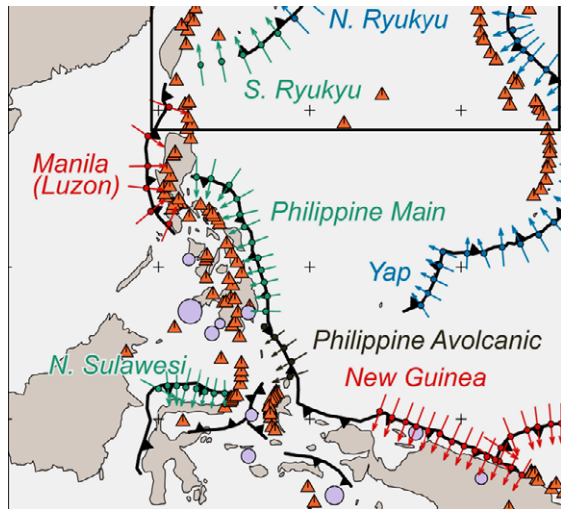 N. Ryukyu
S. Ryukyu
Manila
(Luzon)
Philippine Main
Yap
Philippine Avolcanic
N. Sulawesi
New Guinea